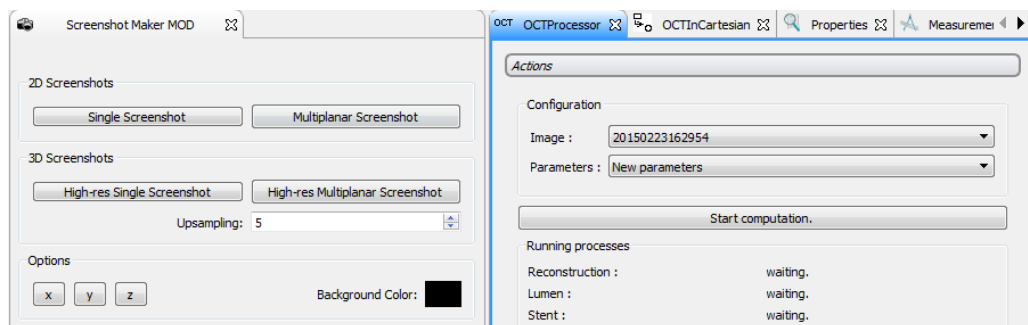 Screenshot Maker MOD
2D Screenshots
Single Screenshot Multiplanar Screenshot
3D Screenshots
High-res Single Screenshot High-res Multiplanar Screenshot
Upsampling: 5
Options
x y z Background Color:
OCT OCTProcessor OCTInCartesian Properties Measuremei
Actions
Configuration
Image : 20150223162954
Parameters : New parameters
Start computation.
Running processes
Reconstruction : waiting.
Lumen : waiting.
Stent : waiting.